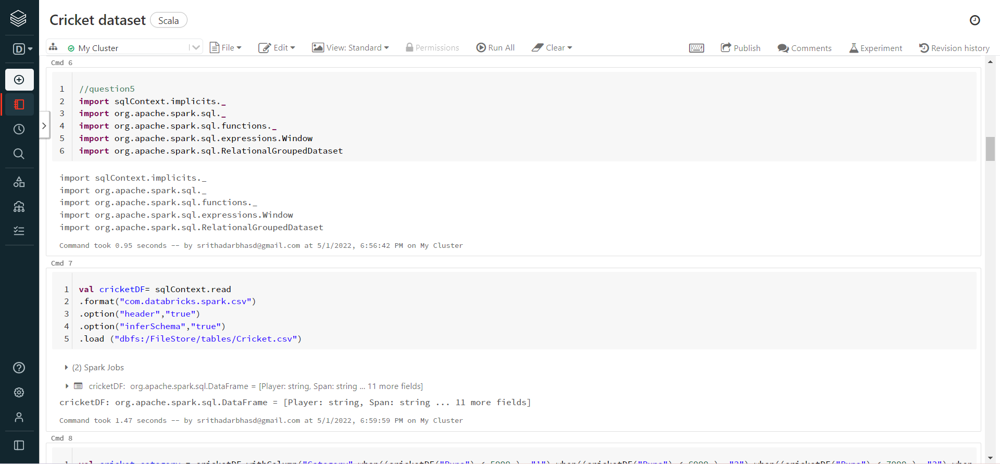 Cricket dataset Scala
D
My Cluster File Edit View: Standard Permissions Run All Clear Publish Comments Experiment Revision history
Cmd 6
1 //question5
2 import sqlContext.implicits._
3 import org.apache.spark.sql._
4 import org.apache.spark.sql.functions._
5 import org.apache.spark.sql.expressions.Window
6 import org.apache.spark.sql.RelationalGroupedDataset
import sqlContext.implicits._
import org.apache.spark.sql._
import org.apache.spark.sql.functions._
import org.apache.spark.sql.expressions.Window
import org.apache.spark.sql.RelationalGroupedDataset
Command took 0.95 seconds -- by srithadarbhasd@gmail.com at 5/1/2022, 6:56:42 PM on My Cluster
Cmd 7
1 val cricketDF= sqlContext.read
2 .format("com.databricks.spark.csv")
3 .option("header","true")
4 .option("inferSchema","true")
5 .load ("dbfs:/FileStore/tables/Cricket.csv")
(2) Spark Jobs
cricketDF: org.apache.spark.sql.DataFrame = [Player: string, Span: string ... 11 more fields]
cricketDF: org.apache.spark.sql.DataFrame = [Player: string, Span: string ... 11 more fields]
Command took 1.47 seconds -- by srithadarbhasd@gmail.com at 5/1/2022, 6:59:59 PM on My Cluster
Cmd 8